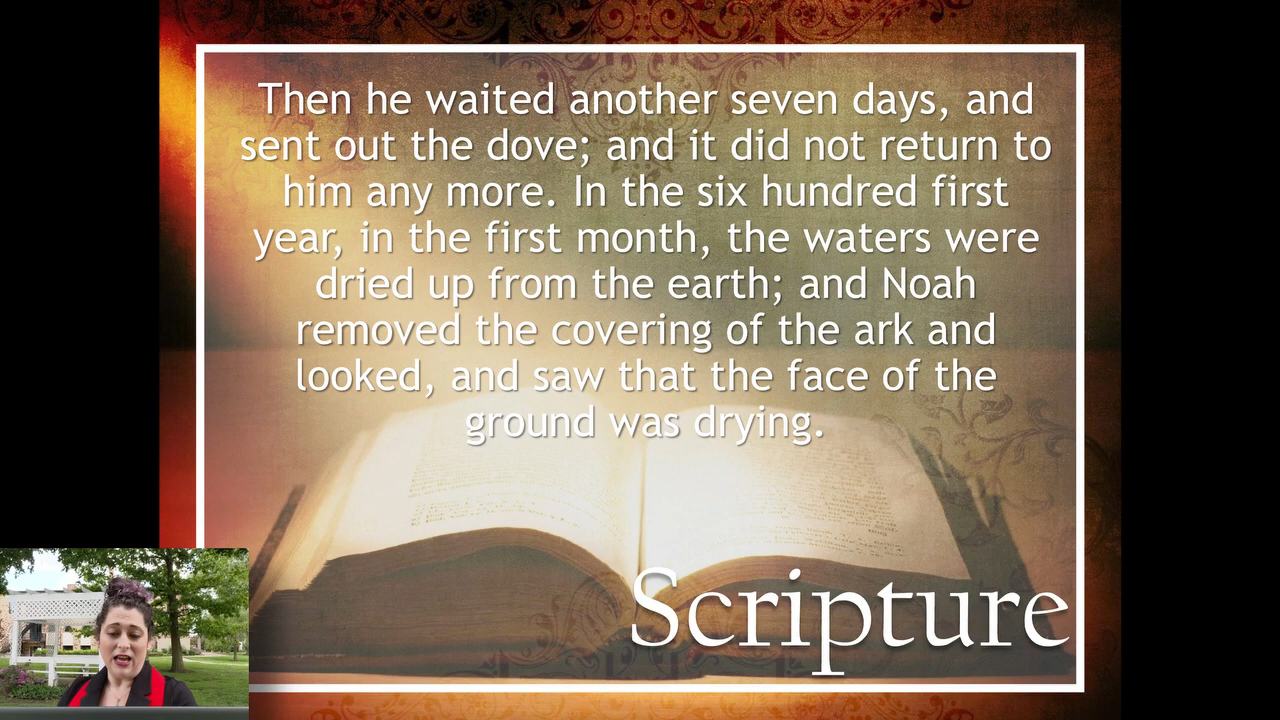 Then he waited another seven days, and
sent out the dove; and it did not return to
him any more. In the six hundred first
year, in the first month, the waters were
dried up from the earth; and Noah
removed the covering of the ark and
looked, and saw that the face of the
ground was drying.
Scripture